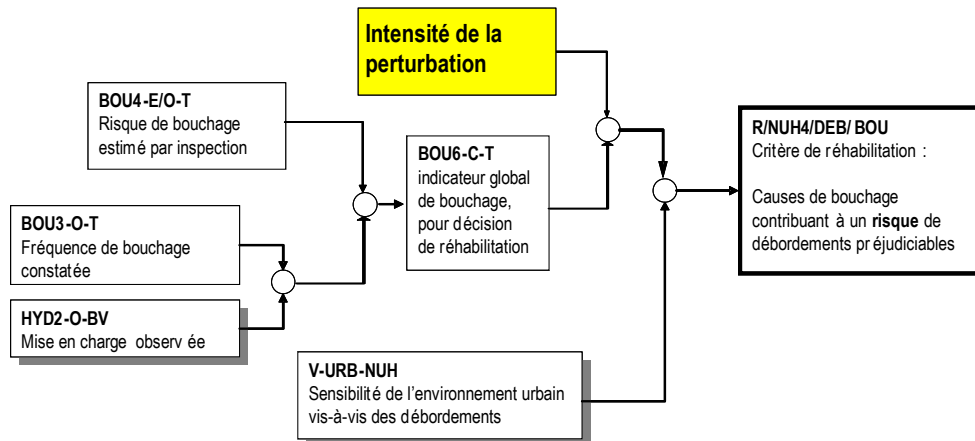 Intensité de la
perturbation
BOU4-E/O-T
Risque de bouchage
estimé par inspection
BOU6-C-T
indicateur global
de bouchage,
pour décision
de réhabilitation
R/NUH4/DEB/ BOU
Critère de réhabilitation :
Causes de bouchage
contribuant à un risque de
débordements préjudiciables
BOU3-O-T
Fréquence de bouchage
constatée
HYD2-O-BV
Mise en charge observ ée
V-URB-NUH
Sensibilité de l'environnement urbain
vis-à-vis des débordements